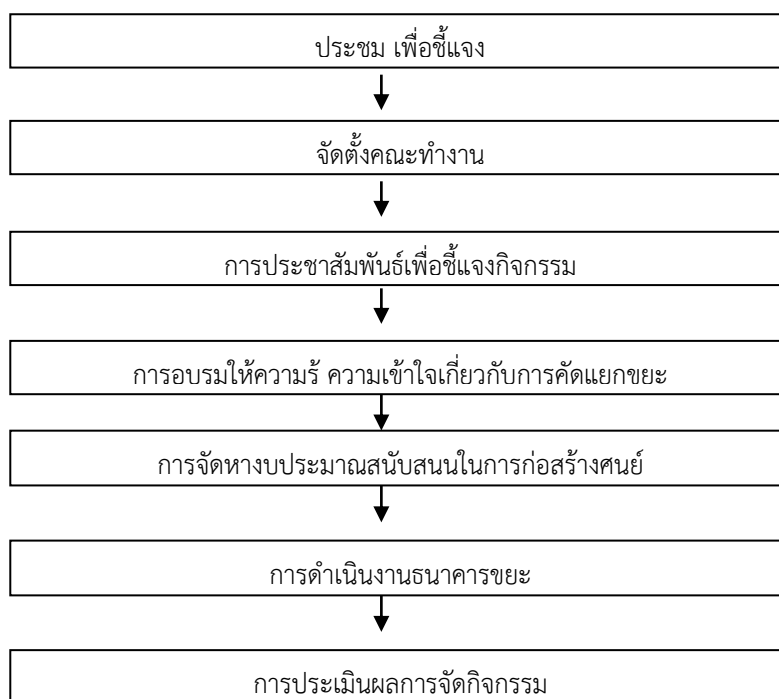 ประชม เพื่อชี้แจง
จัดตั้งคณะทำงาน
การประชาสัมพันธ์เพื่อชี้แจงกิจกรรม
การอบรมให้ความร้ ความเข้าใจเกี่ยวกับการคัดแยกขยะ
การจัดหางบประมาณสนับสนนในการก่อสร้างศนย์
การดำเนินงานธนาคารขยะ
การประเมินผลการจัดกิจกรรม